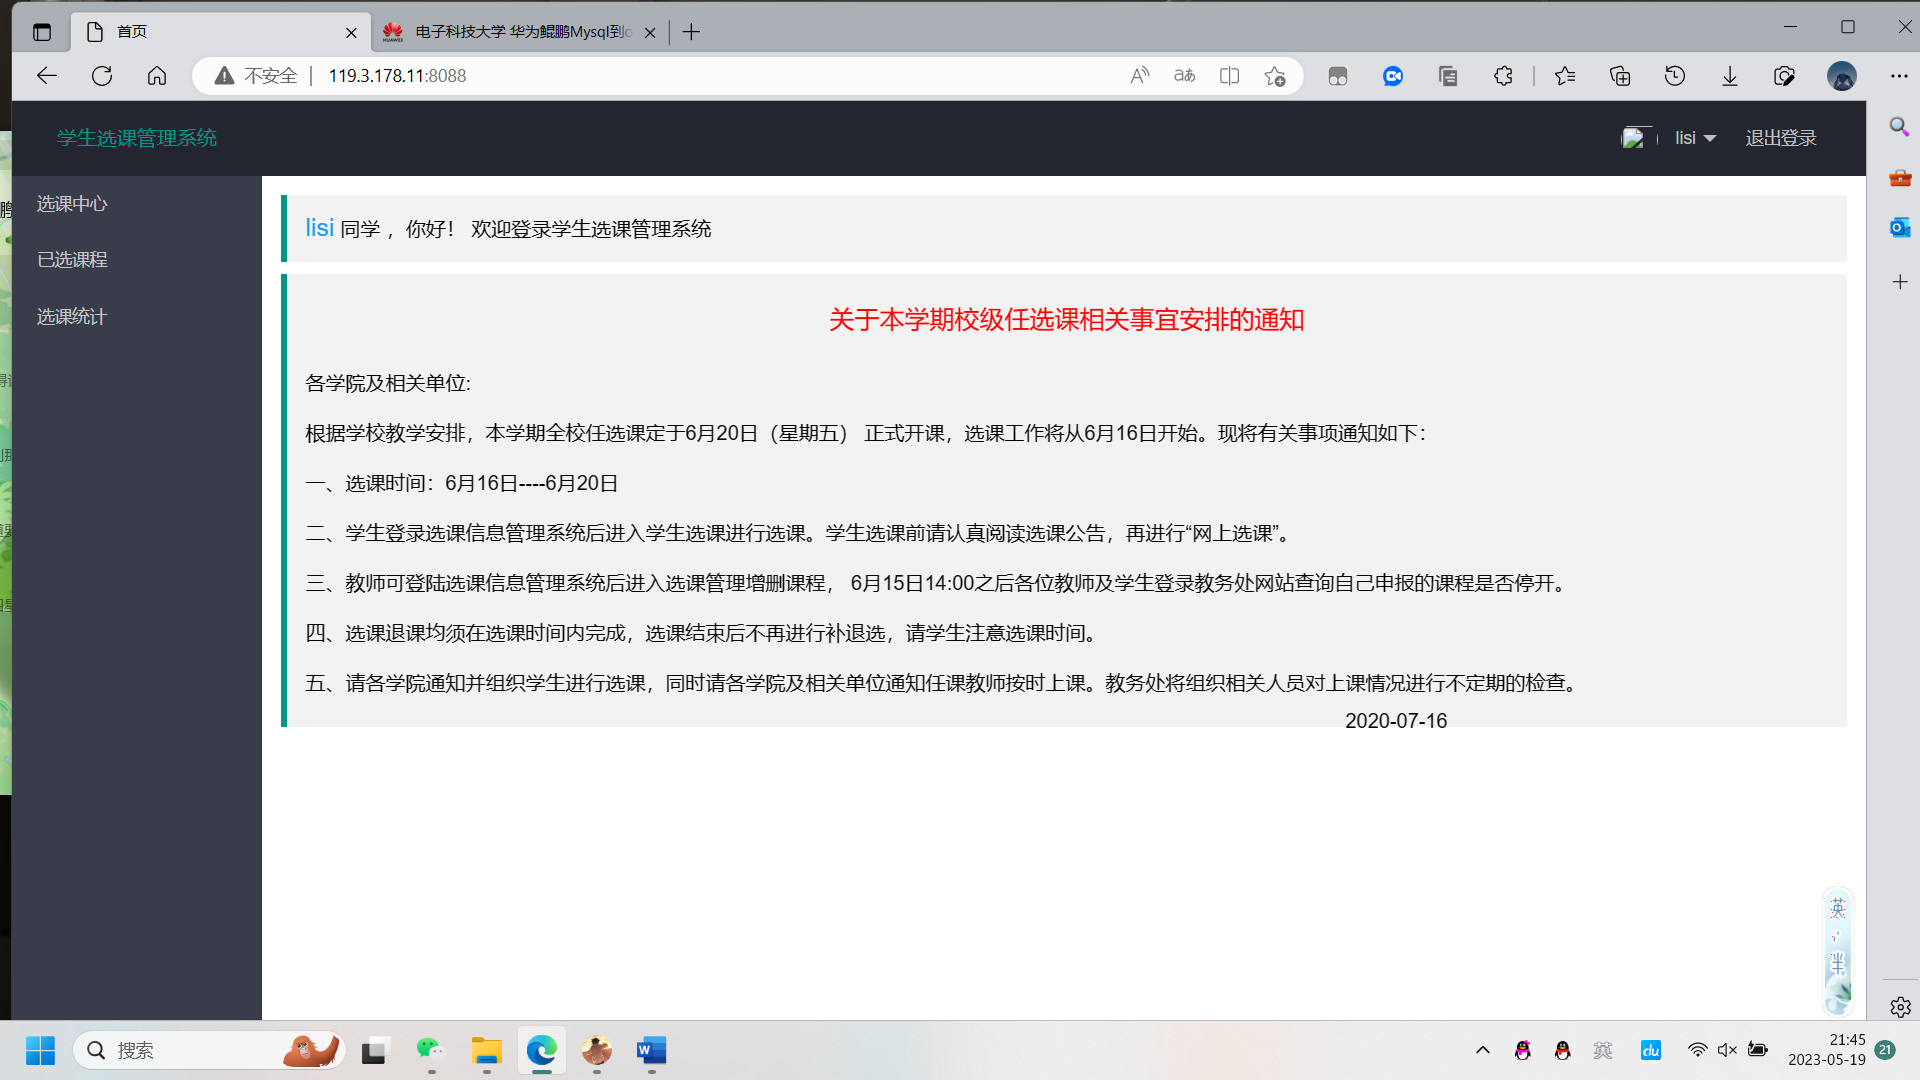 首页
电子科技大学 华为鲲鹏Mysql到o
不安全
119.3.178.11:8088
学生选课管理系统
lisi
退出登录
选课中心
已选课程
选课统计
lisi 同学 ，你好！ 欢迎登录学生选课管理系统
关于本学期校级任选课相关事宜安排的通知
各学院及相关单位:
根据学校教学安排，本学期全校任选课定于6月20日（星期五） 正式开课，选课工作将从6月16日开始。现将有关事项通知如下：
一、选课时间：6月16日----6月20日
二、学生登录选课信息管理系统后进入学生选课进行选课。学生选课前请认真阅读选课公告，再进行“网上选课”。
三、教师可登陆选课信息管理系统后进入选课管理增删课程， 6月15日14:00之后各位教师及学生登录教务处网站查询自己申报的课程是否停开。
四、选课退课均须在选课时间内完成，选课结束后不再进行补退选，请学生注意选课时间。
五、请各学院通知并组织学生进行选课，同时请各学院及相关单位通知任课教师按时上课。教务处将组织相关人员对上课情况进行不定期的检查。
2020-07-16
英
半
搜索
英
du
21:45
2023-05-19
21